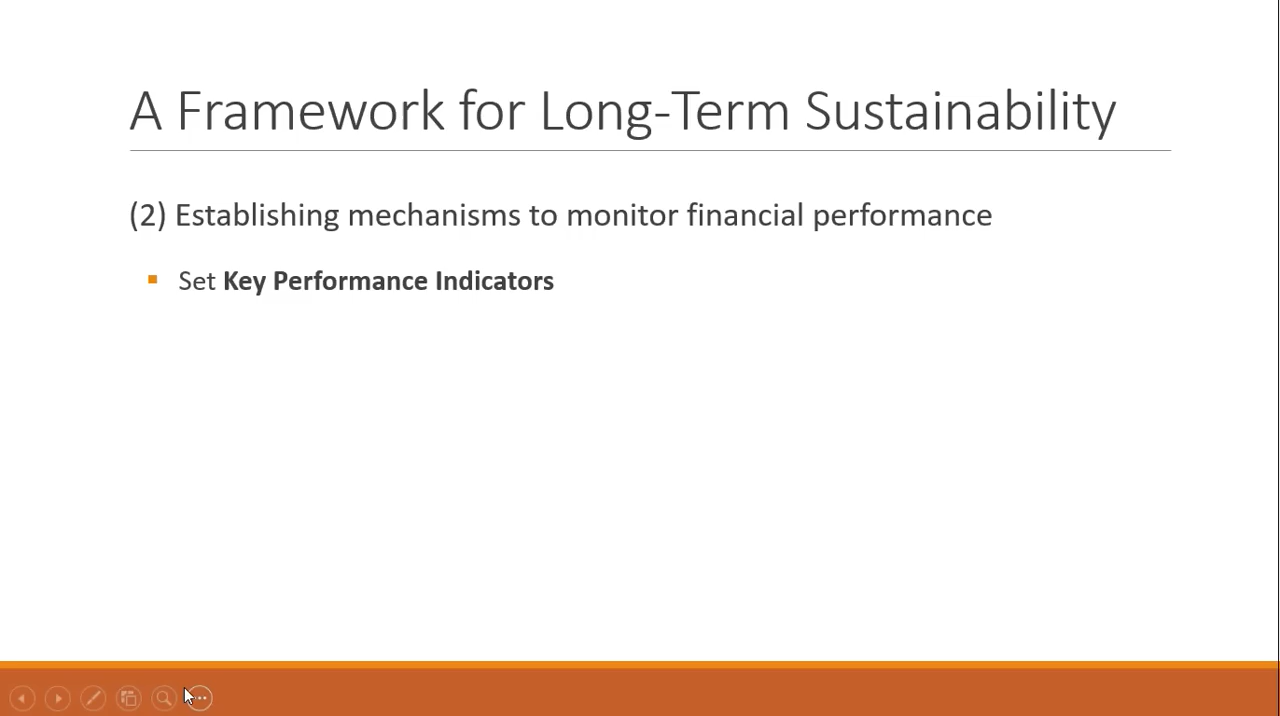 A Framework for Long-Term Sustainability
(2) Establishing mechanisms to monitor financial performance
Set Key Performance Indicators